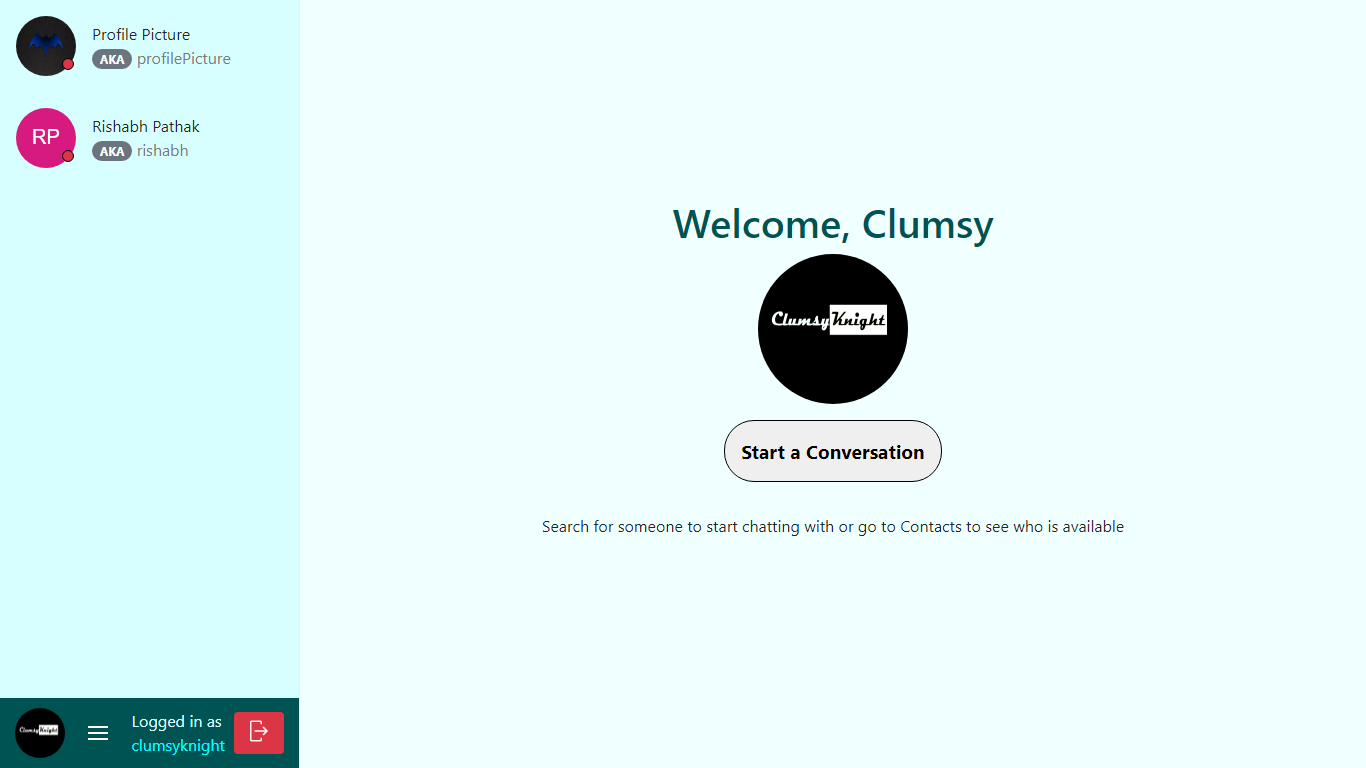 Profile Picture
AKA profilePicture
RP
Rishabh Pathak
AKA rishabh
Welcome, Clumsy
ClumsyKnight
Start a Conversation
Search for someone to start chatting with or go to Contacts to see who is available
ClumsyKnight
Logged in as
clumsyknight